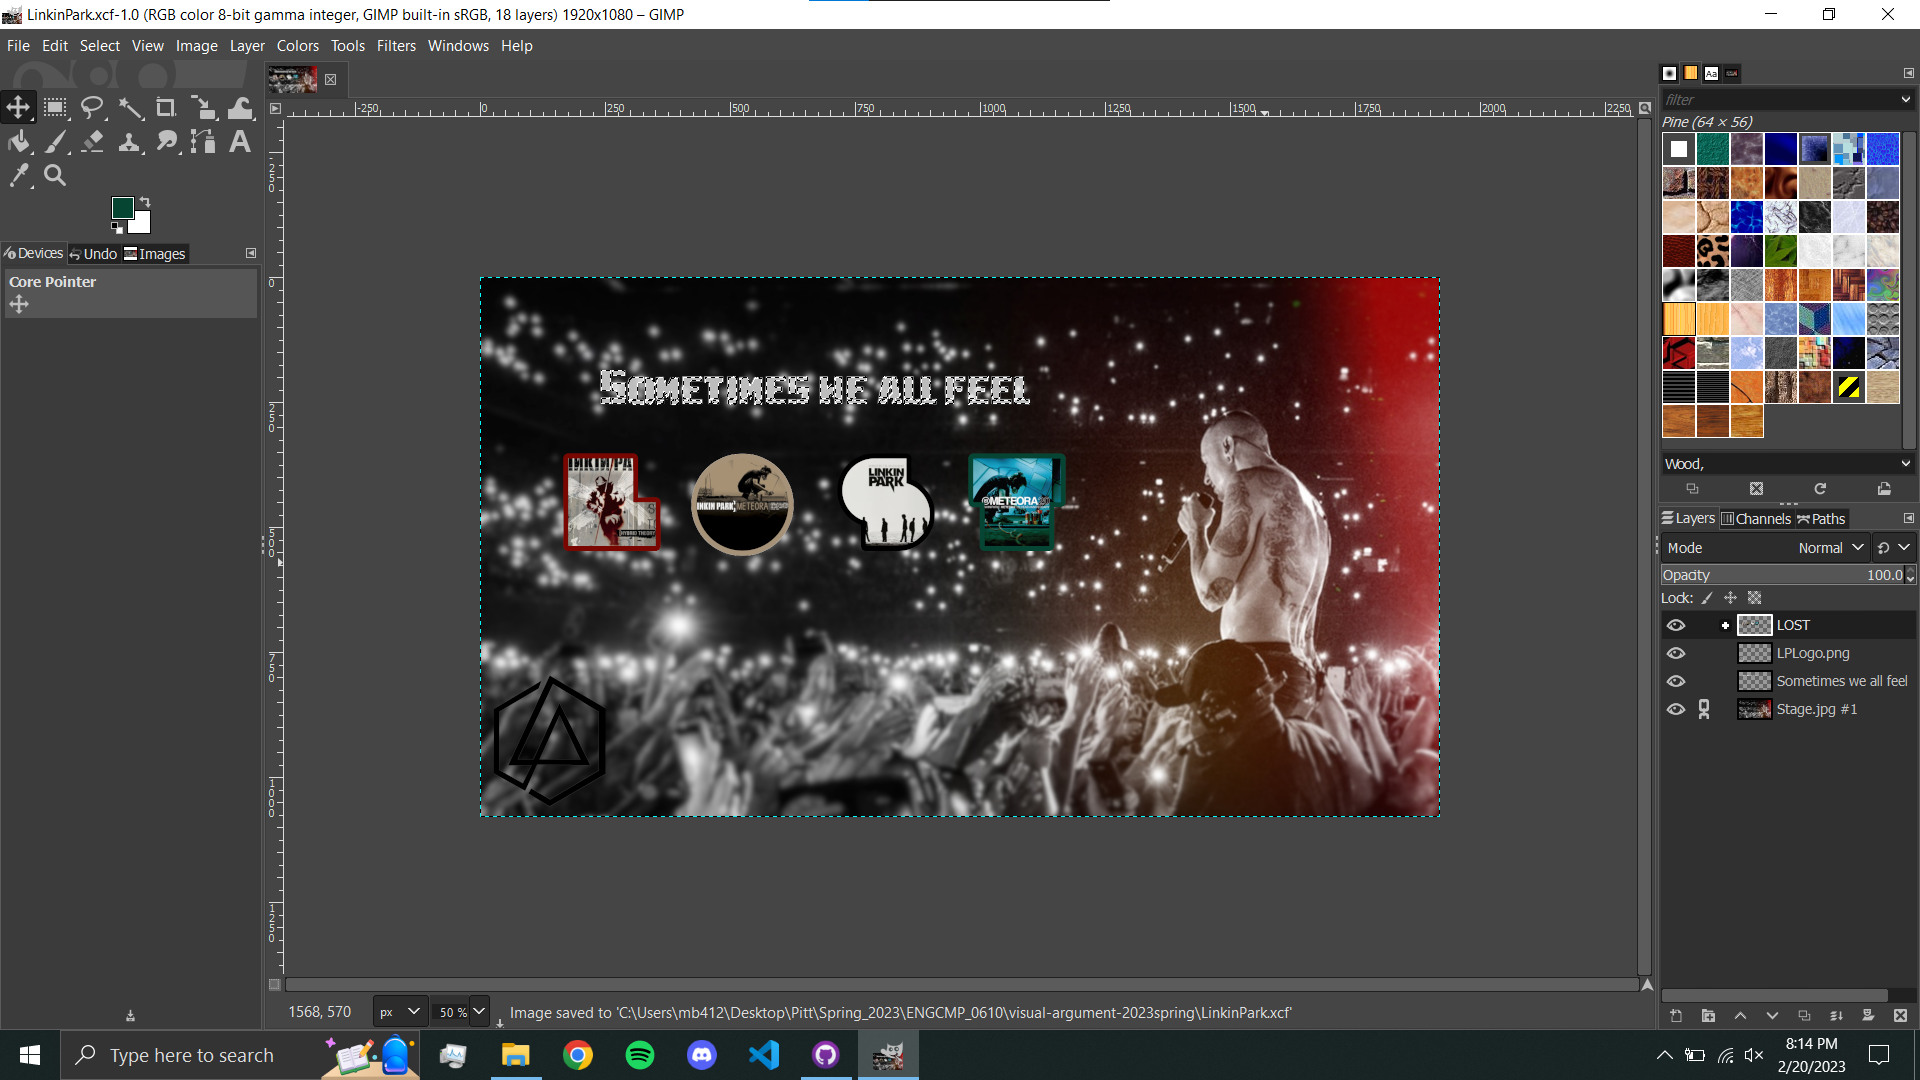 LinkinPark.xcf-1.0 (RGB color 8-bit gamma integer, GIMP built-in sRGB, 18 layers) 1920x1080 – GIMP
File Edit Select View Image Layer Colors Tools Filters Windows Help
-250 0 250 500 750 1000 1250 1500 1750 2000 2250
filter
Pine (64 × 56)
Devices Undo Images
Core Pointer
SOMETIMES WE ALL FEEL
LINKIN PARK METEORA
LINKIN PARK
METEORA
HYBRID THEORY
Wood,
Layers Channels Paths
Mode Normal
Opacity 100.0
Lock:
LOST
LPLogo.png
Sometimes we all feel
Stage.jpg #1
1568, 570 px 50 % Image saved to 'C:\Users\mb412\Desktop\Pitt\Spring_2023\ENGCMP_0610\visual-argument-2023spring\LinkinPark.xcf'
Type here to search
8:14 PM
2/20/2023